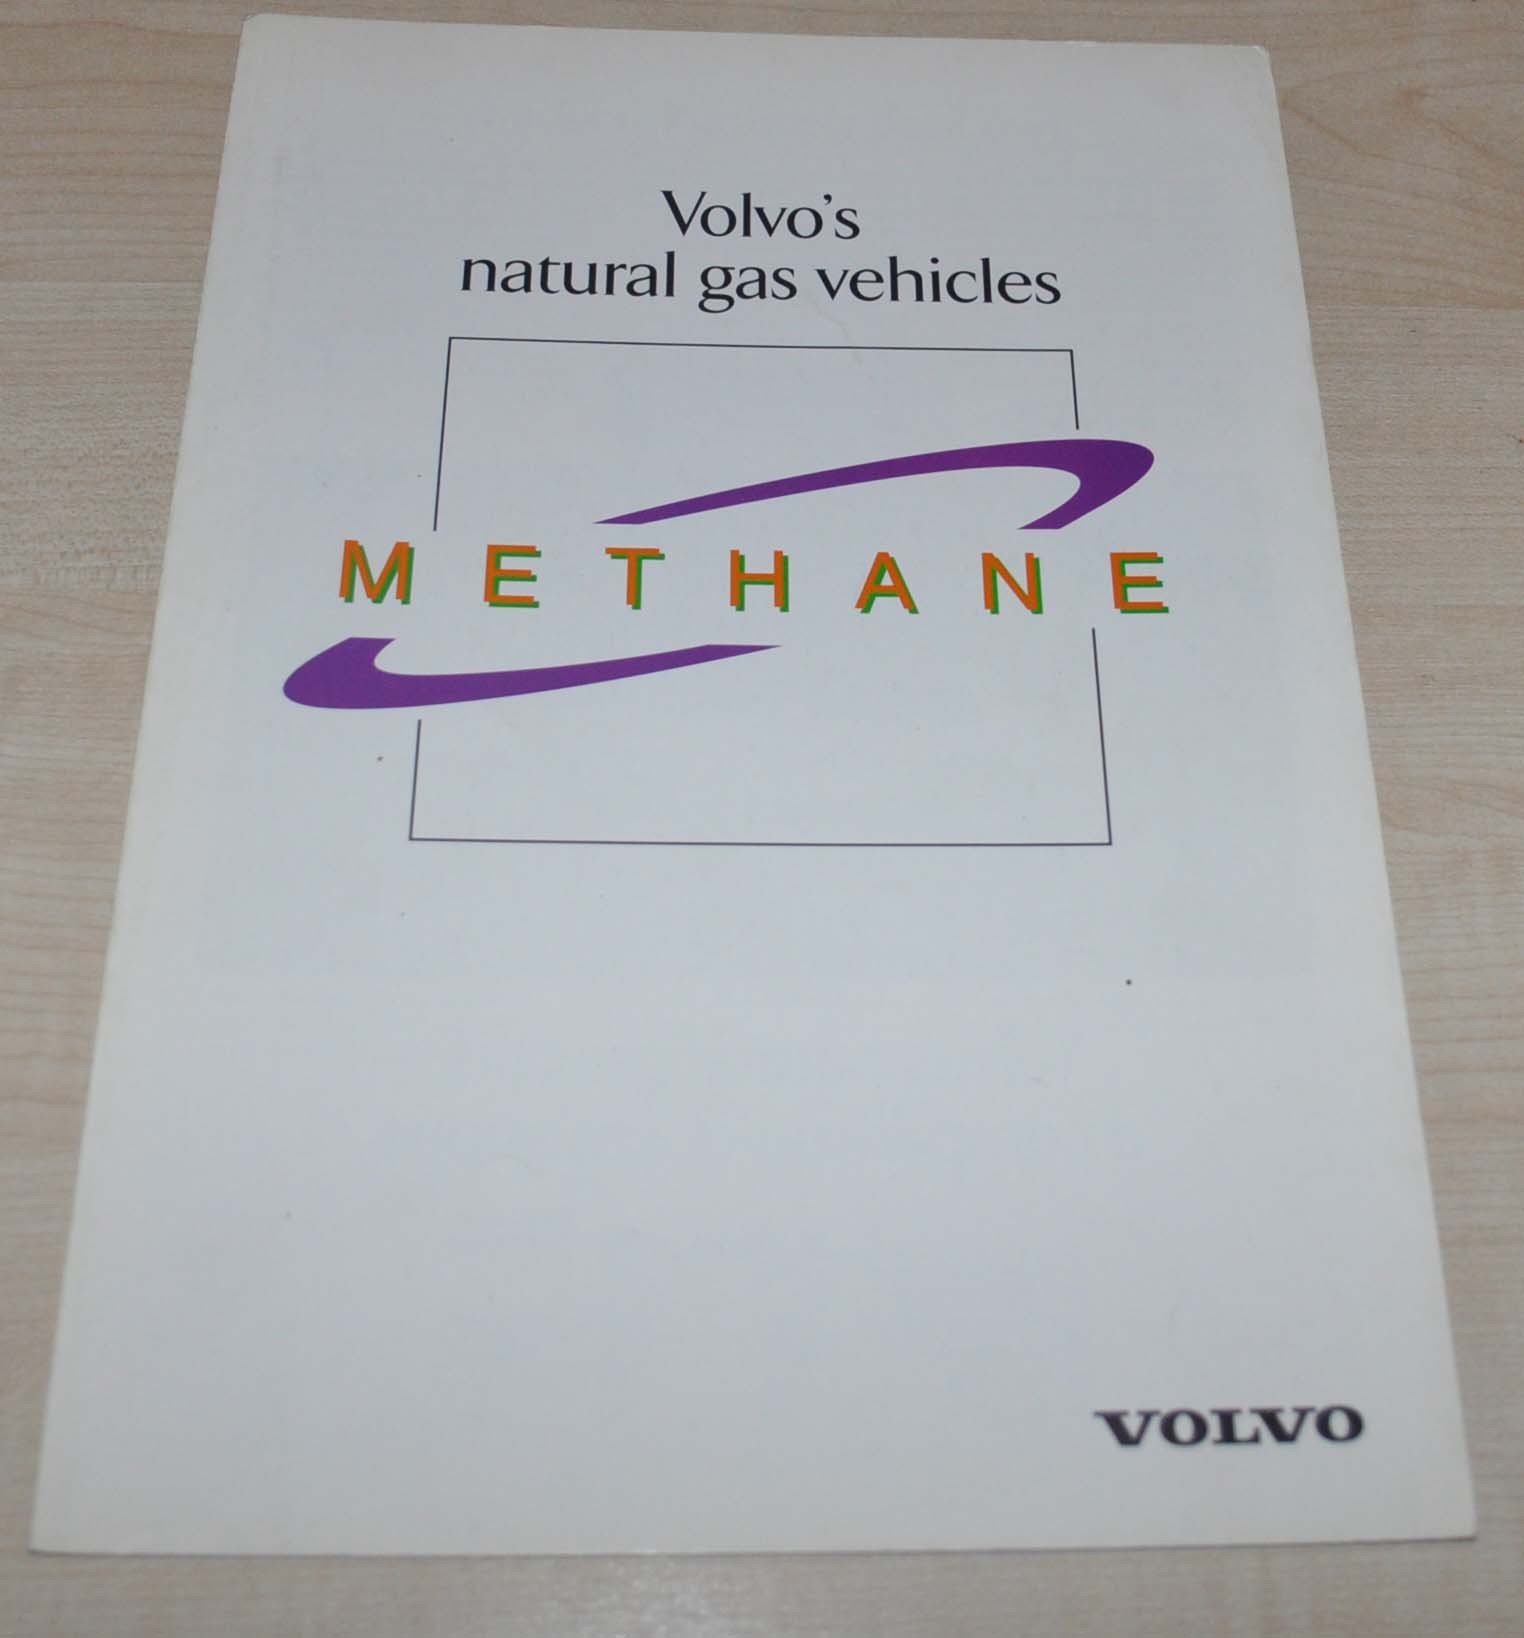 Volvo's
natural gas vehicles
METHANE
VOLVO